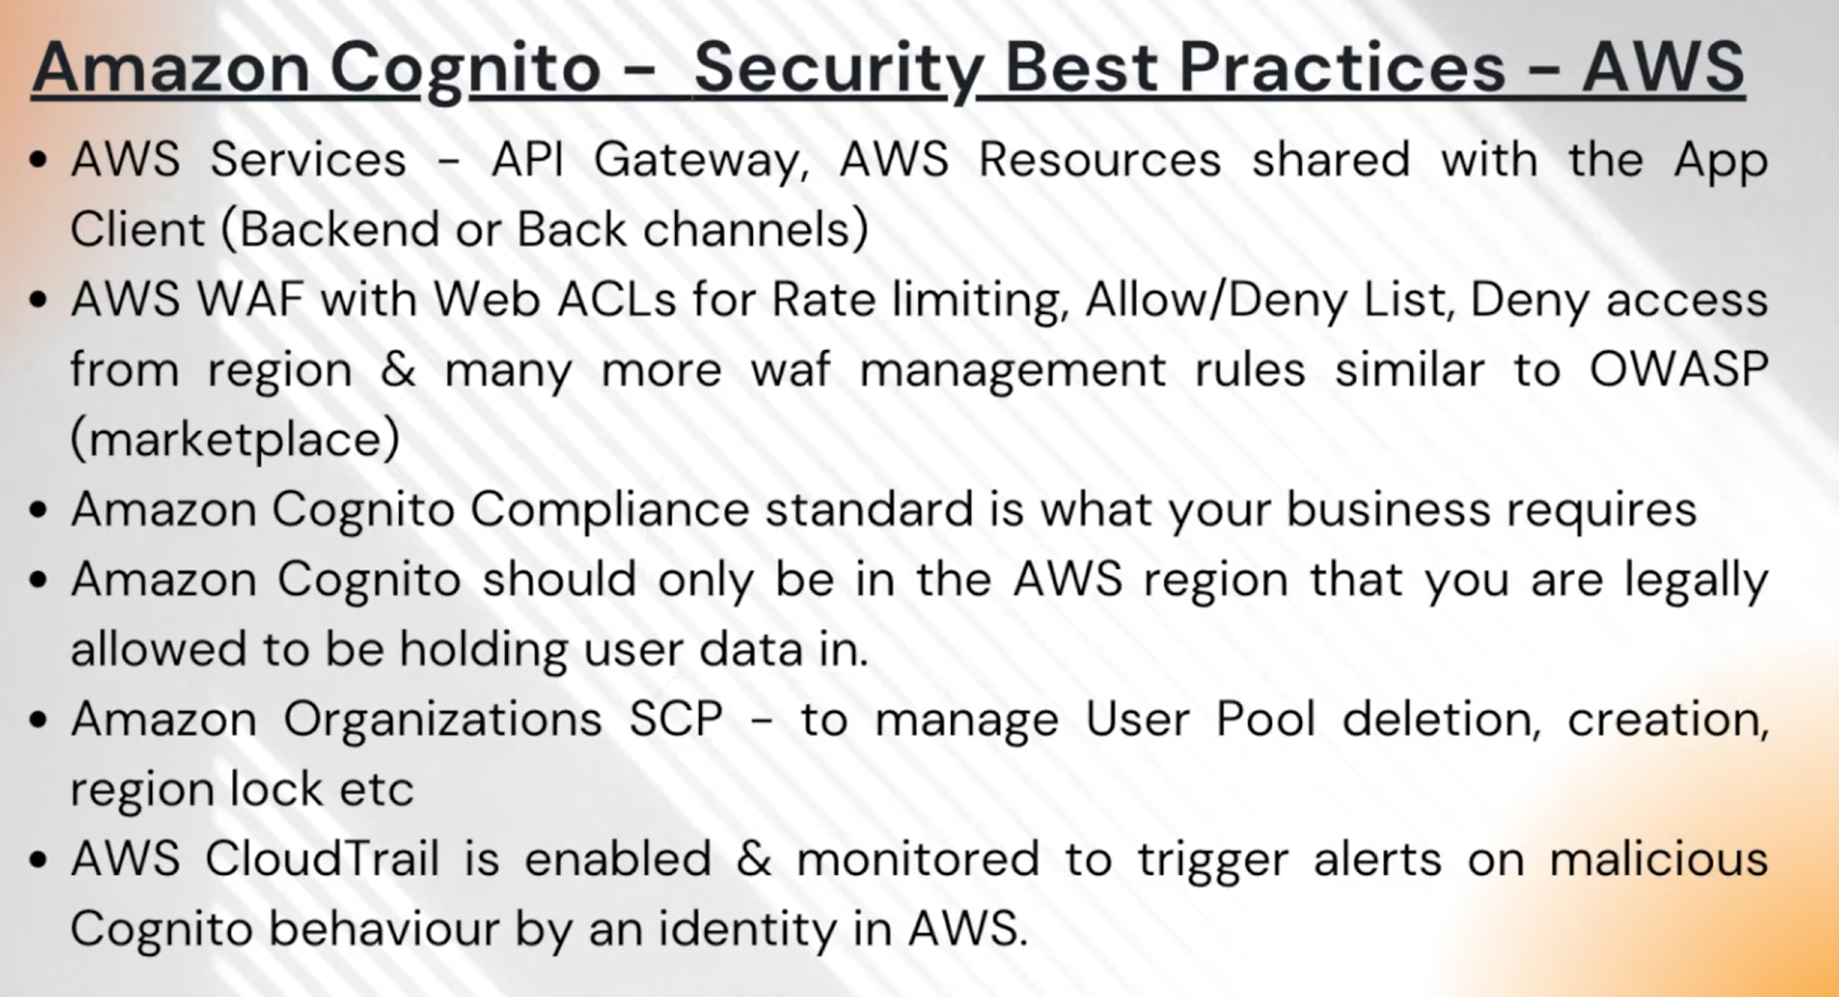 Amazon Cognito – Security Best Practices – AWS
• AWS Services – API Gateway, AWS Resources shared with the App
Client (Backend or Back channels)
• AWS WAF with Web ACLs for Rate limiting, Allow/Deny List, Deny access
from region & many more waf management rules similar to OWASP
(marketplace)
• Amazon Cognito Compliance standard is what your business requires
• Amazon Cognito should only be in the AWS region that you are legally
allowed to be holding user data in.
• Amazon Organizations SCP – to manage User Pool deletion, creation,
region lock etc
• AWS CloudTrail is enabled & monitored to trigger alerts on malicious
Cognito behaviour by an identity in AWS.